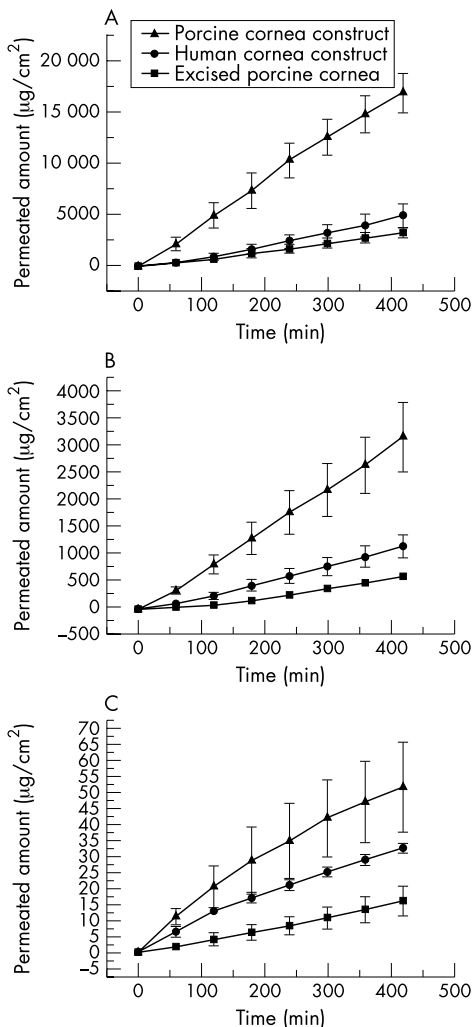 A
Porcine cornea construct
Human cornea construct
Excised porcine cornea
Permeated amount (μg/cm²)
20 000
15 000
10 000
5000
0
0 100 200 300 400 500
Time (min)
B
Permeated amount (μg/cm²)
4000
3500
3000
2500
2000
1500
1000
500
0
–500
0 100 200 300 400 500
Time (min)
C
Permeated amount (μg/cm²)
70
65
55
50
45
35
30
20
15
10
5
0
–5
0 100 200 300 400 500
Time (min)